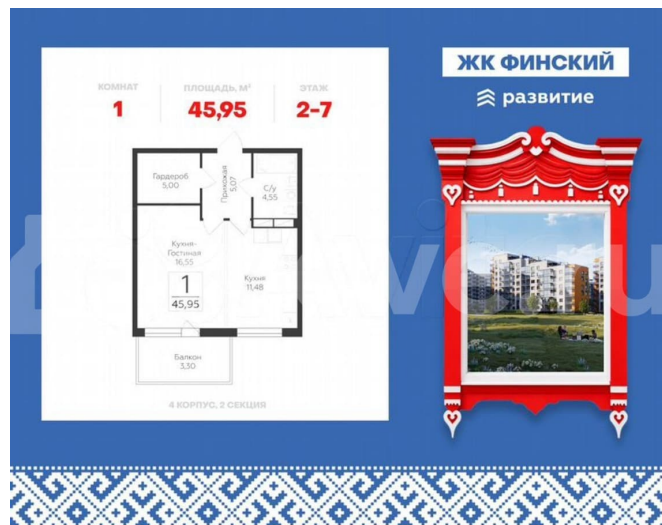 КОМНАТ
1
ПЛОЩАДЬ, М²
45,95
ЭТАЖ
2-7
Гардероб
5,00
Прихожая
5,07
С/у
4,55
Кухня-
Гостиная
16,55
1
45,95
Кухня
11,48
Балкон
3,30
4 КОРПУС, 2 СЕКЦИЯ
ЖК ФИНСКИЙ
развитие